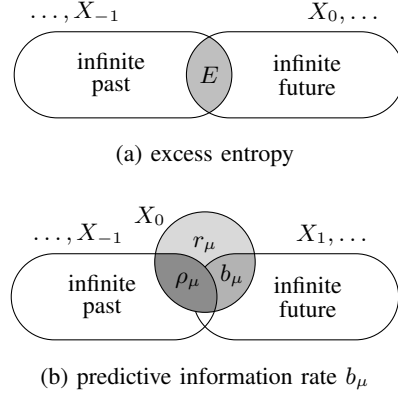 …, X₋₁ X₀, …
infinite past E infinite future
(a) excess entropy
X₀
…, X₋₁ r_μ X₁, …
infinite past ρ_μ b_μ infinite future
(b) predictive information rate b_μ